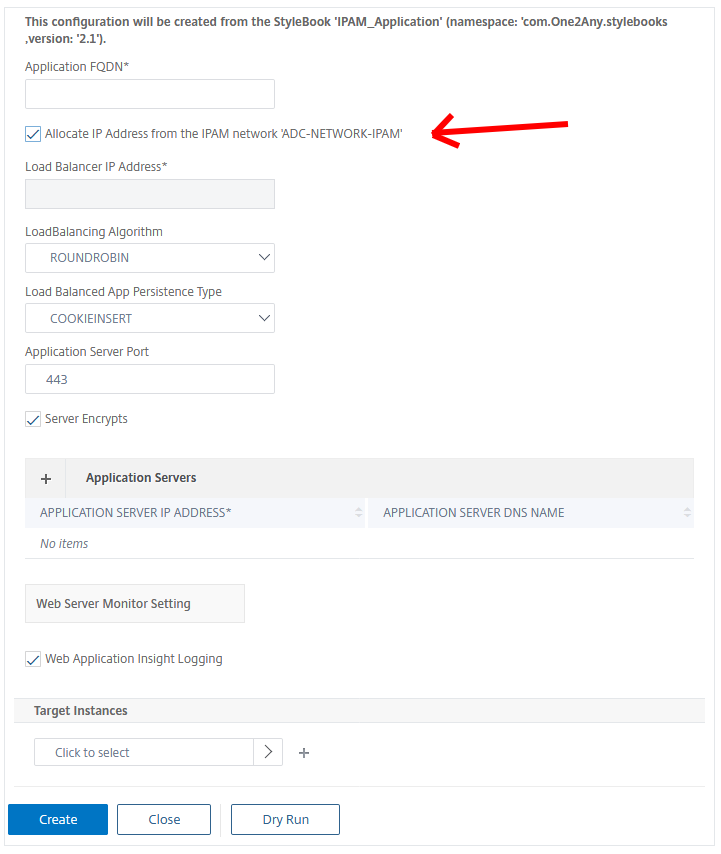 This configuration will be created from the StyleBook 'IPAM_Application' (namespace: 'com.One2Any.stylebooks
,version: '2.1').
Application FQDN*
Allocate IP Address from the IPAM network 'ADC-NETWORK-IPAM'
Load Balancer IP Address*
LoadBalancing Algorithm
ROUNDROBIN
Load Balanced App Persistence Type
COOKIEINSERT
Application Server Port
443
Server Encrypts
+ Application Servers
APPLICATION SERVER IP ADDRESS* APPLICATION SERVER DNS NAME
No items
Web Server Monitor Setting
Web Application Insight Logging
Target Instances
Click to select +
Create Close Dry Run